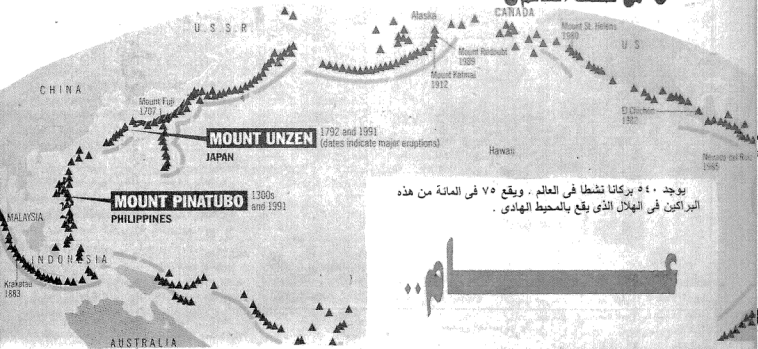 Alaska
CANADA
U.S.S.R.
Mount St. Helens
1980
U S
Mount Redoubt
1989
Mount Katmai
1912
CHINA
Mount Fuji
1707
El Chichon
1982
MOUNT UNZEN
1792 and 1991
(dates indicate major eruptions)
JAPAN
Hawaii
Nevado del Ruiz
1985
MOUNT PINATUBO
1300s
and 1991
PHILIPPINES
يوجد ٥٤٠ بركانا نشطا فى العالم . ويقع ٧٥ فى المائة من هذه
البراكين فى الهلال الذى يقع بالمحيط الهادى .
MALAYSIA
INDONESIA
عـــــام..
Krakatau
1883
AUSTRALIA